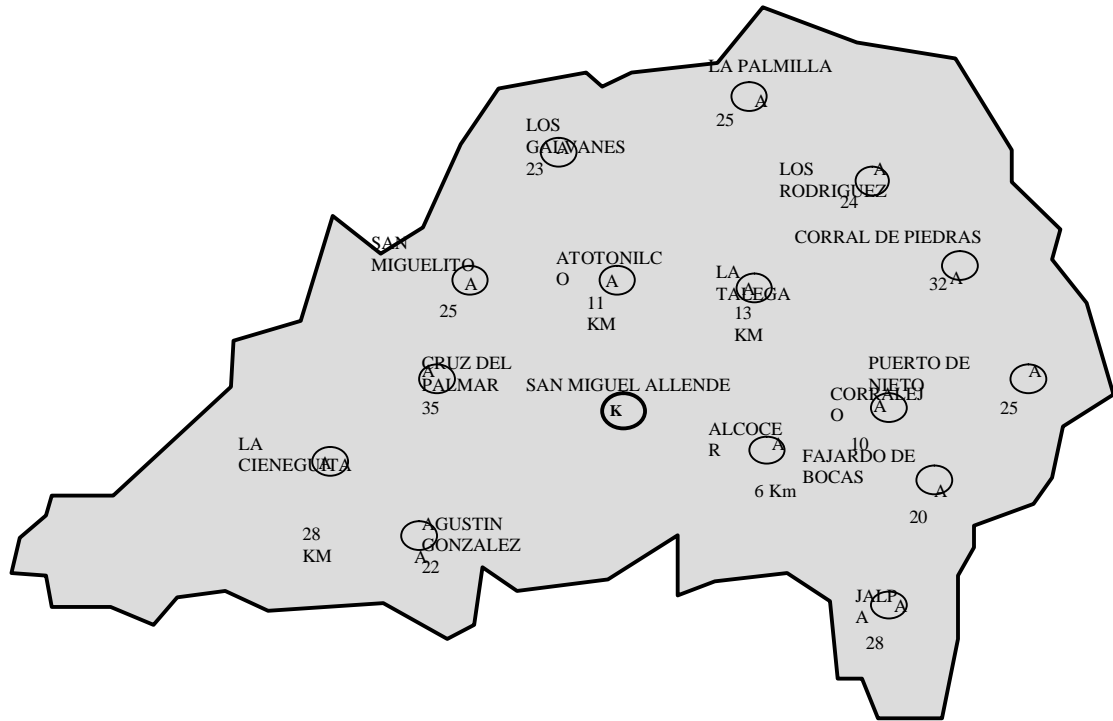 LA PALMILLA
A
25
LOS
GALVANES
A
23
LOS
RODRIGUEZ
A
24
CORRAL DE PIEDRAS
32
A
SAN
MIGUELITO
A
25
ATOTONILC
O
A
11
KM
LA
TALEGA
A
13
KM
CRUZ DEL
PALMAR
A
35
SAN MIGUEL ALLENDE
K
PUERTO DE
NIETO
A
25
CORRALEJ
O
A
10
ALCOCE
R
A
6 Km
FAJARDO DE
BOCAS
A
20
LA
CIENEGUITA
A
28
KM
AGUSTIN
GONZALEZ
A
22
JALP
A
A
28